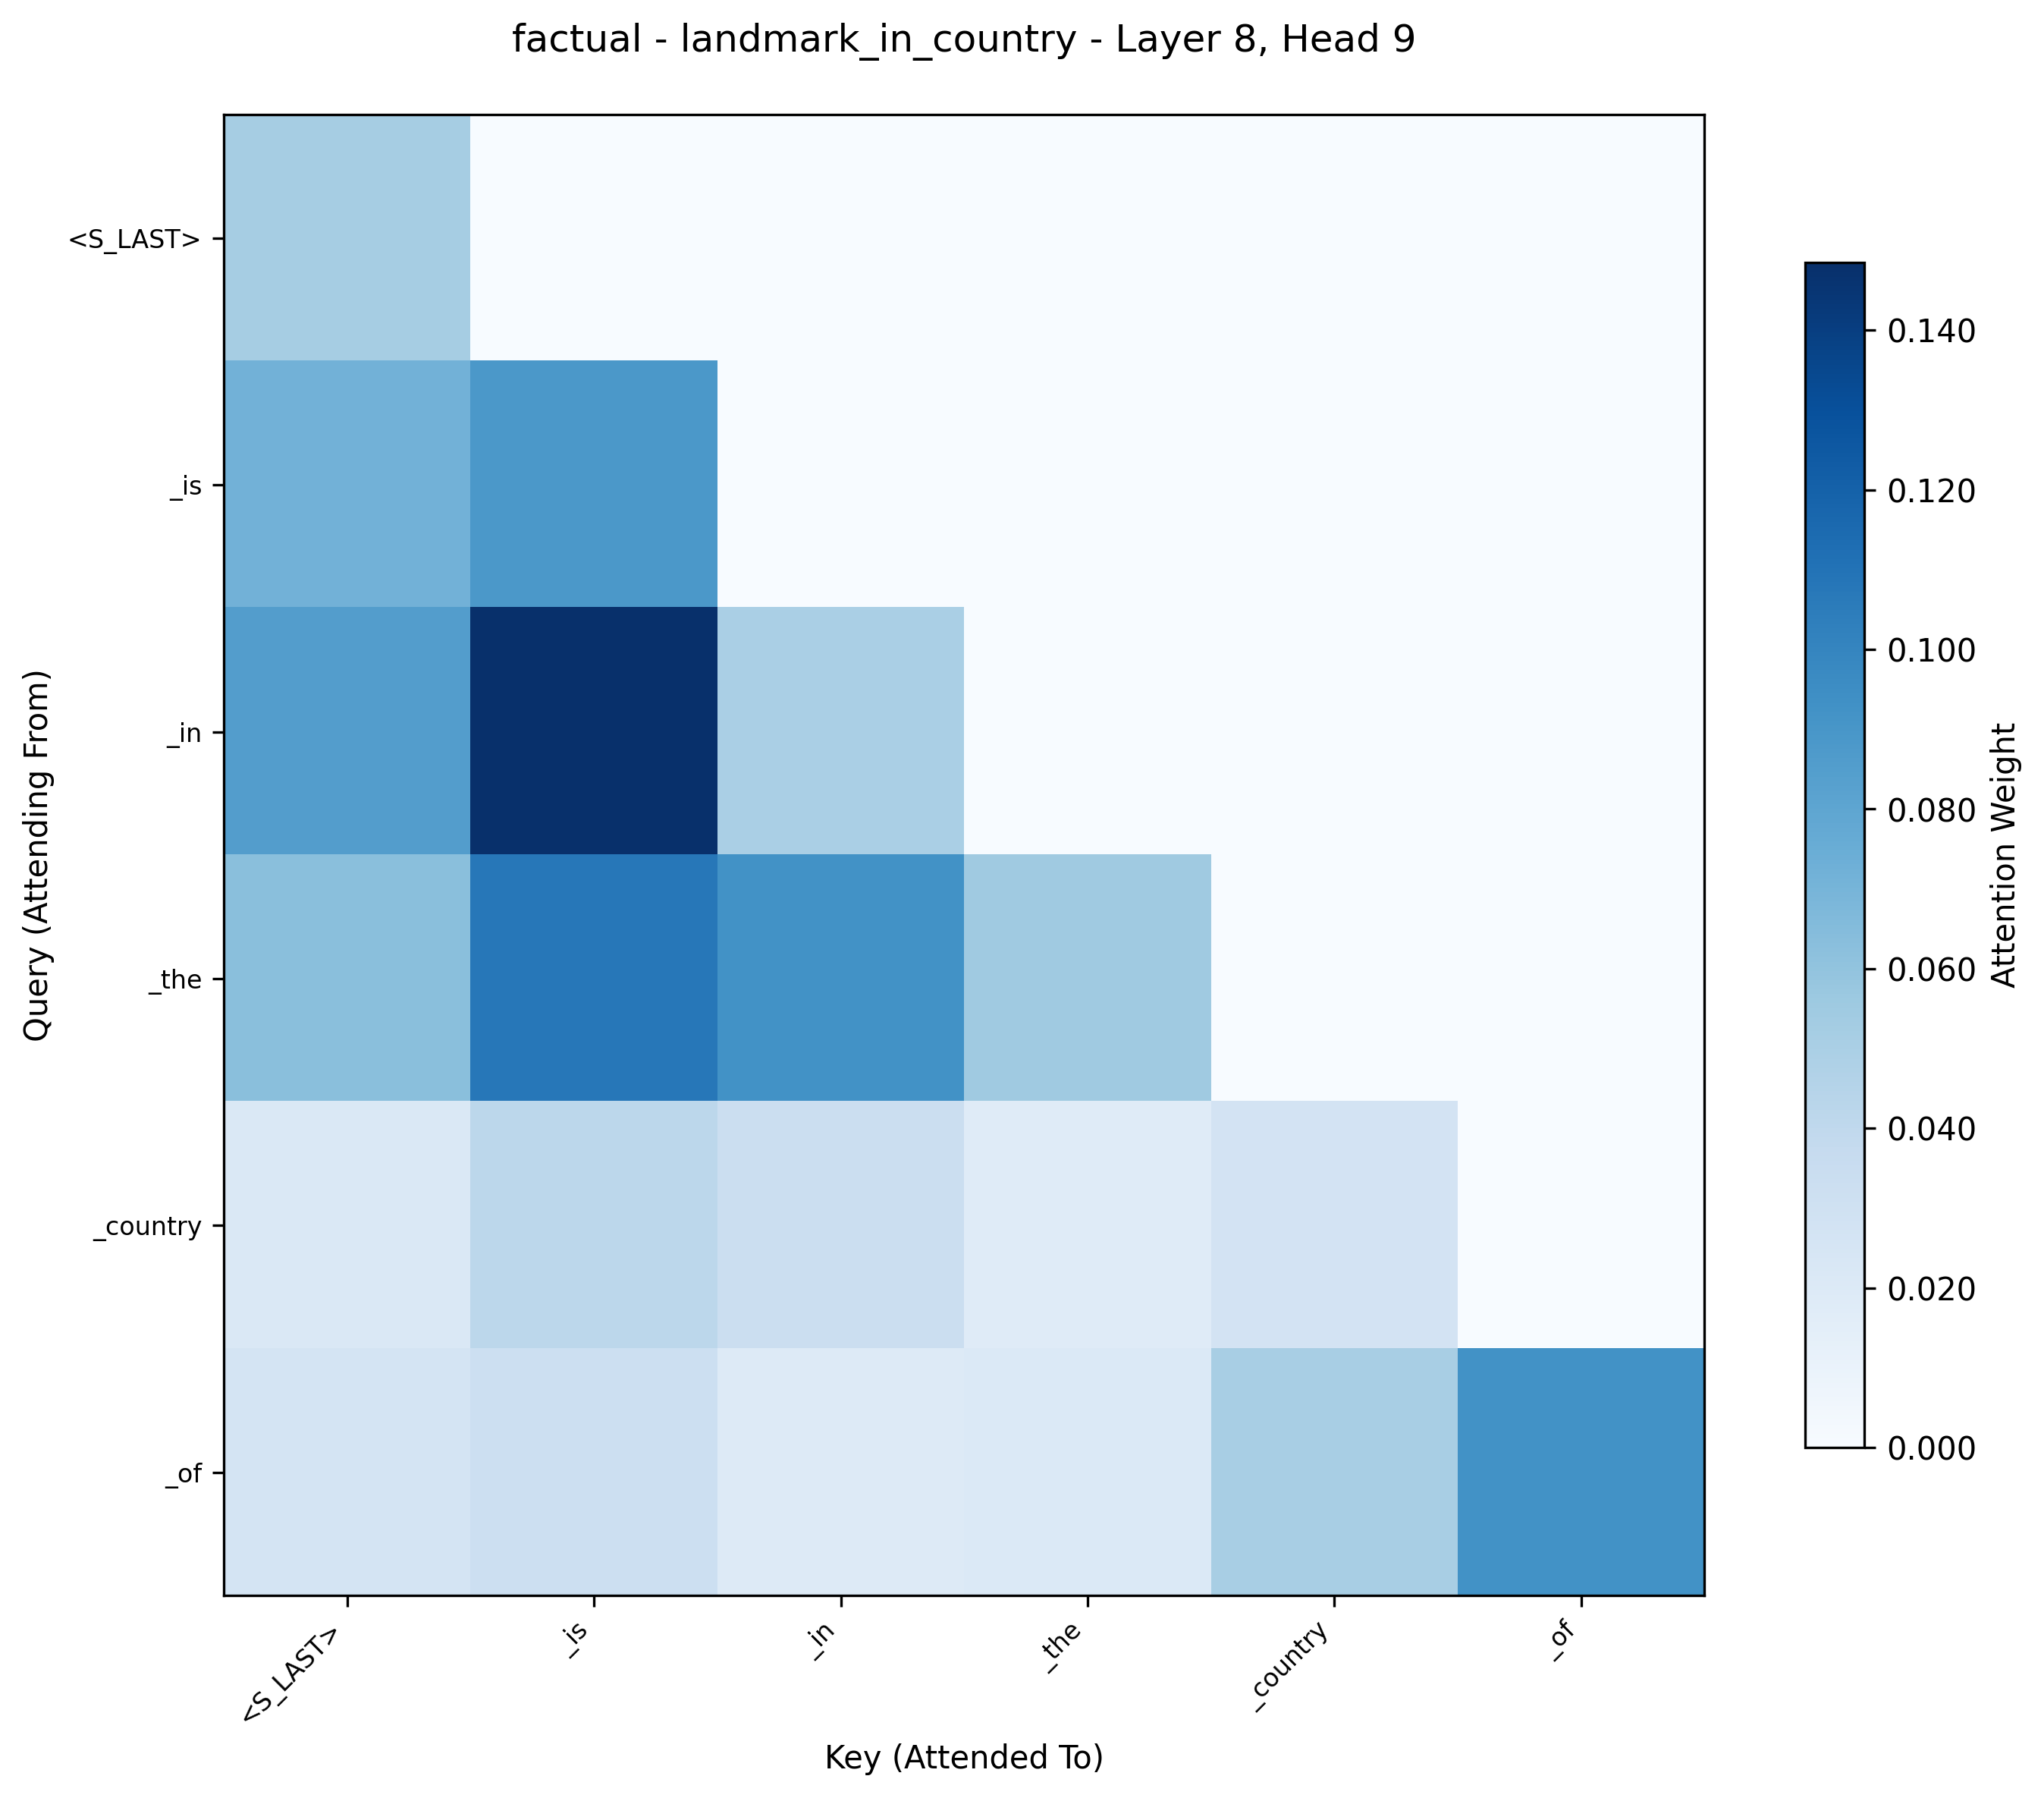 factual - landmark_in_country - Layer 8, Head 9
Query (Attending From)
<S_LAST>
_is
_in
_the
_country
_of
<S_LAST>
_is
_in
_the
_country
_of
Key (Attended To)
0.140
0.120
0.100
0.080
0.060
0.040
0.020
0.000
Attention Weight